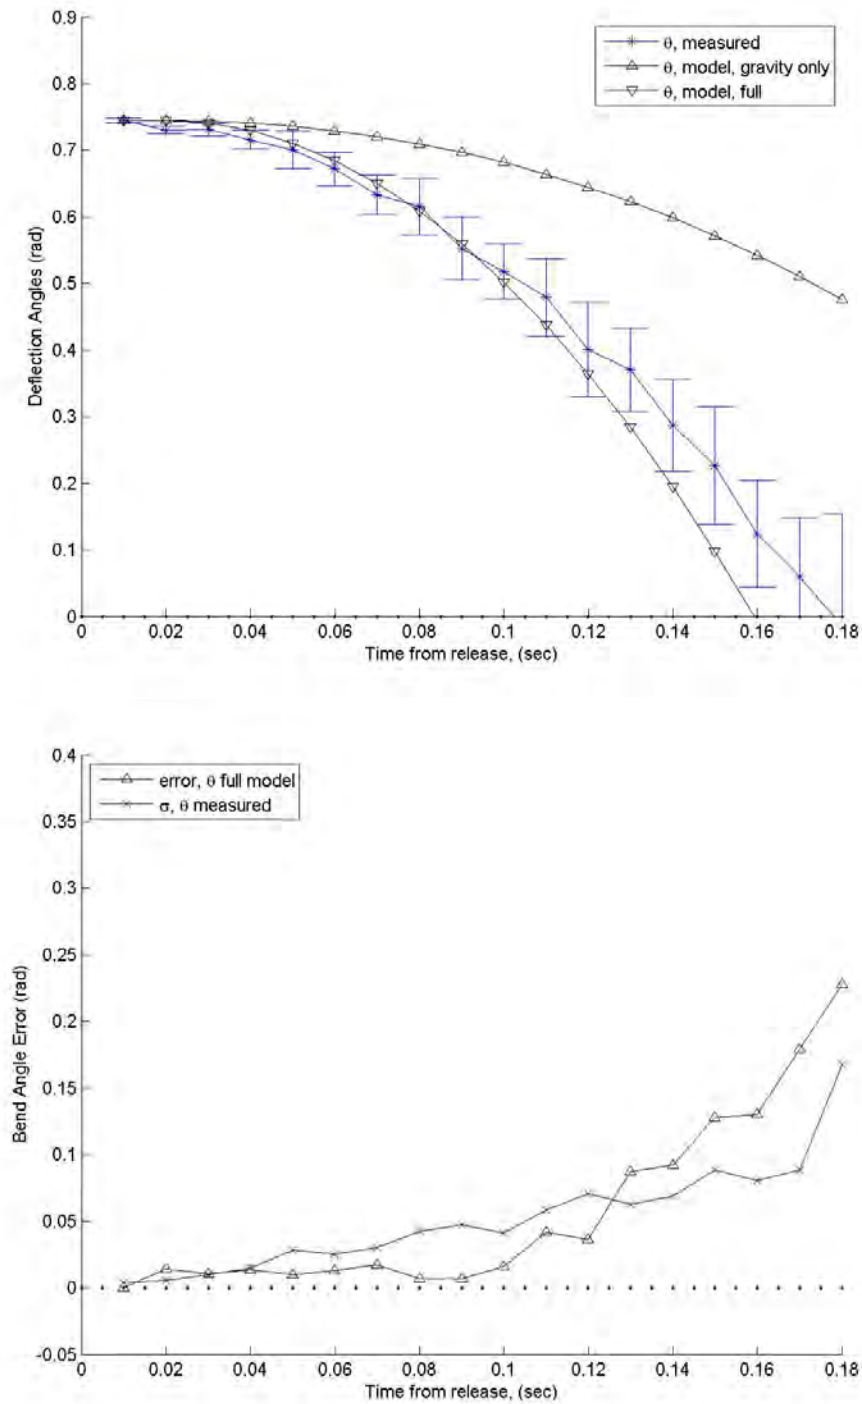 0.9
0.8
0.7
0.6
0.5
0.4
0.3
0.2
0.1
0
Deflection Angles (rad)
θ, measured
θ, model, gravity only
θ, model, full
0 0.02 0.04 0.06 0.08 0.1 0.12 0.14 0.16 0.18
Time from release, (sec)
0.4
0.35
0.3
0.25
0.2
0.15
0.1
0.05
0
-0.05
Bend Angle Error (rad)
error, θ full model
σ, θ measured
0 0.02 0.04 0.06 0.08 0.1 0.12 0.14 0.16 0.18
Time from release, (sec)